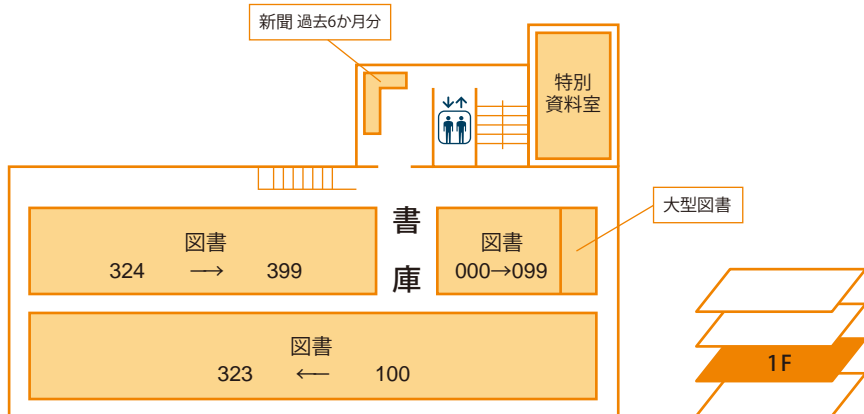 新聞 過去6か月分
特別
資料室
大型図書
書
庫
図書
324 → 399
図書
000→099
図書
323 ← 100
1F